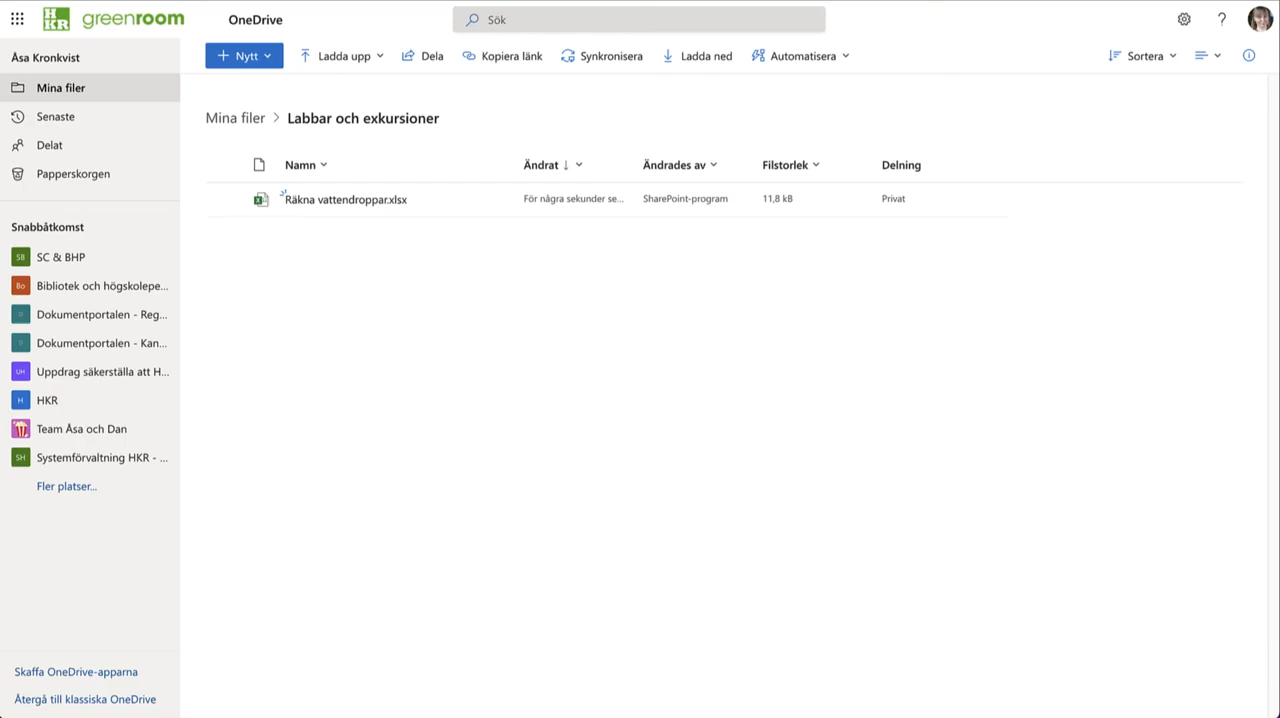 HKR greenroom
OneDrive
Sök
?
Åsa Kronkvist
Nytt
Ladda upp
Dela
Kopiera länk
Synkronisera
Ladda ned
Automatisera
Sortera
Mina filer
Senaste
Delat
Papperskorgen
Snabbåtkomst
SB SC & BHP
Bo Bibliotek och högskolepe...
D Dokumentportalen - Reg...
D Dokumentportalen - Kan...
UH Uppdrag säkerställa att H...
H HKR
Team Åsa och Dan
SH Systemförvaltning HKR - ...
Fler platser...
Skaffa OneDrive-apparna
Återgå till klassiska OneDrive
Mina filer > Labbar och exkursioner
Namn Ändrat ↓ Ändrades av Filstorlek Delning
Räkna vattendroppar.xlsx För några sekunder se... SharePoint-program 11,8 kB Privat